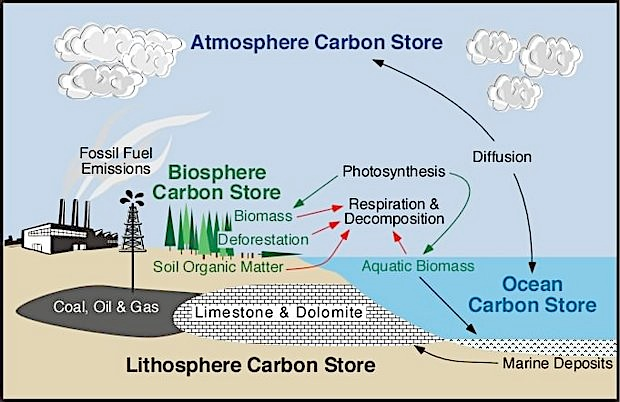 Atmosphere Carbon Store
Fossil Fuel
Emissions
Diffusion
Biosphere
Carbon Store
Photosynthesis
Biomass
Respiration &
Decomposition
Deforestation
Soil Organic Matter
Aquatic Biomass
Ocean
Carbon Store
Coal, Oil & Gas
Limestone & Dolomite
Lithosphere Carbon Store
Marine Deposits